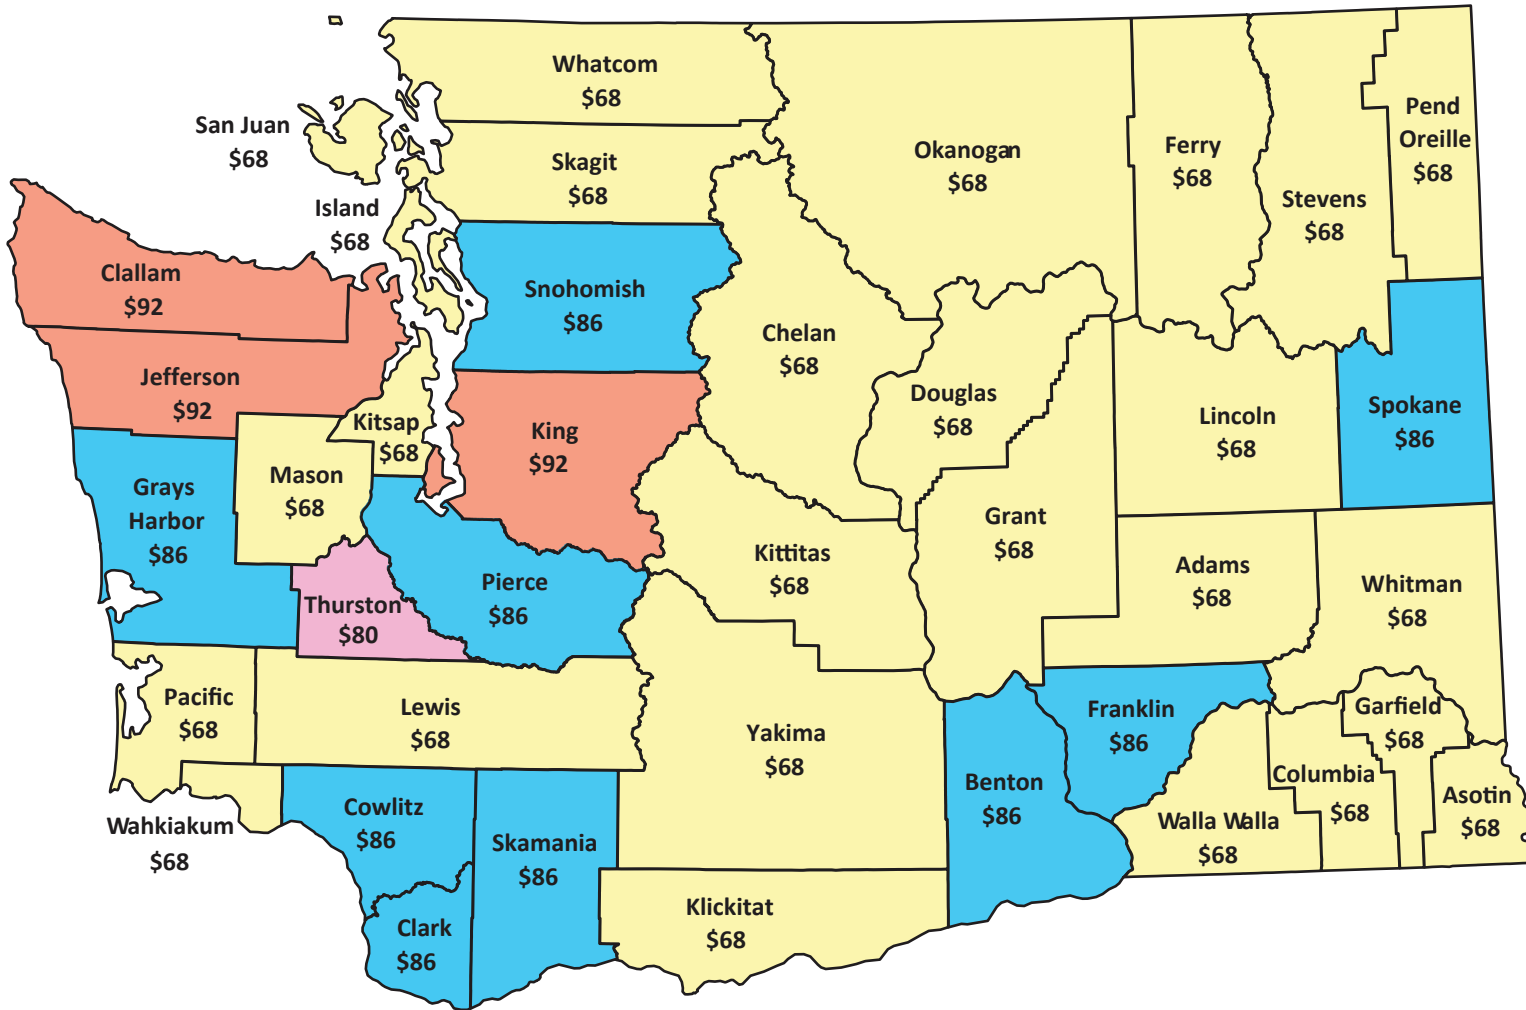 Whatcom
$68
San Juan
$68
Skagit
$68
Island
$68
Okanogan
$68
Ferry
$68
Stevens
$68
Pend
Oreille
$68
Clallam
$92
Snohomish
$86
Jefferson
$92
Chelan
$68
Douglas
$68
Kitsap
$68
King
$92
Lincoln
$68
Spokane
$86
Mason
$68
Grays
Harbor
$86
Grant
$68
Kittitas
$68
Adams
$68
Whitman
$68
Thurston
$80
Pierce
$86
Pacific
$68
Lewis
$68
Yakima
$68
Franklin
$86
Garfield
$68
Benton
$86
Columbia
$68
Asotin
$68
Walla Walla
$68
Wahkiakum
$68
Cowlitz
$86
Skamania
$86
Clark
$86
Klickitat
$68